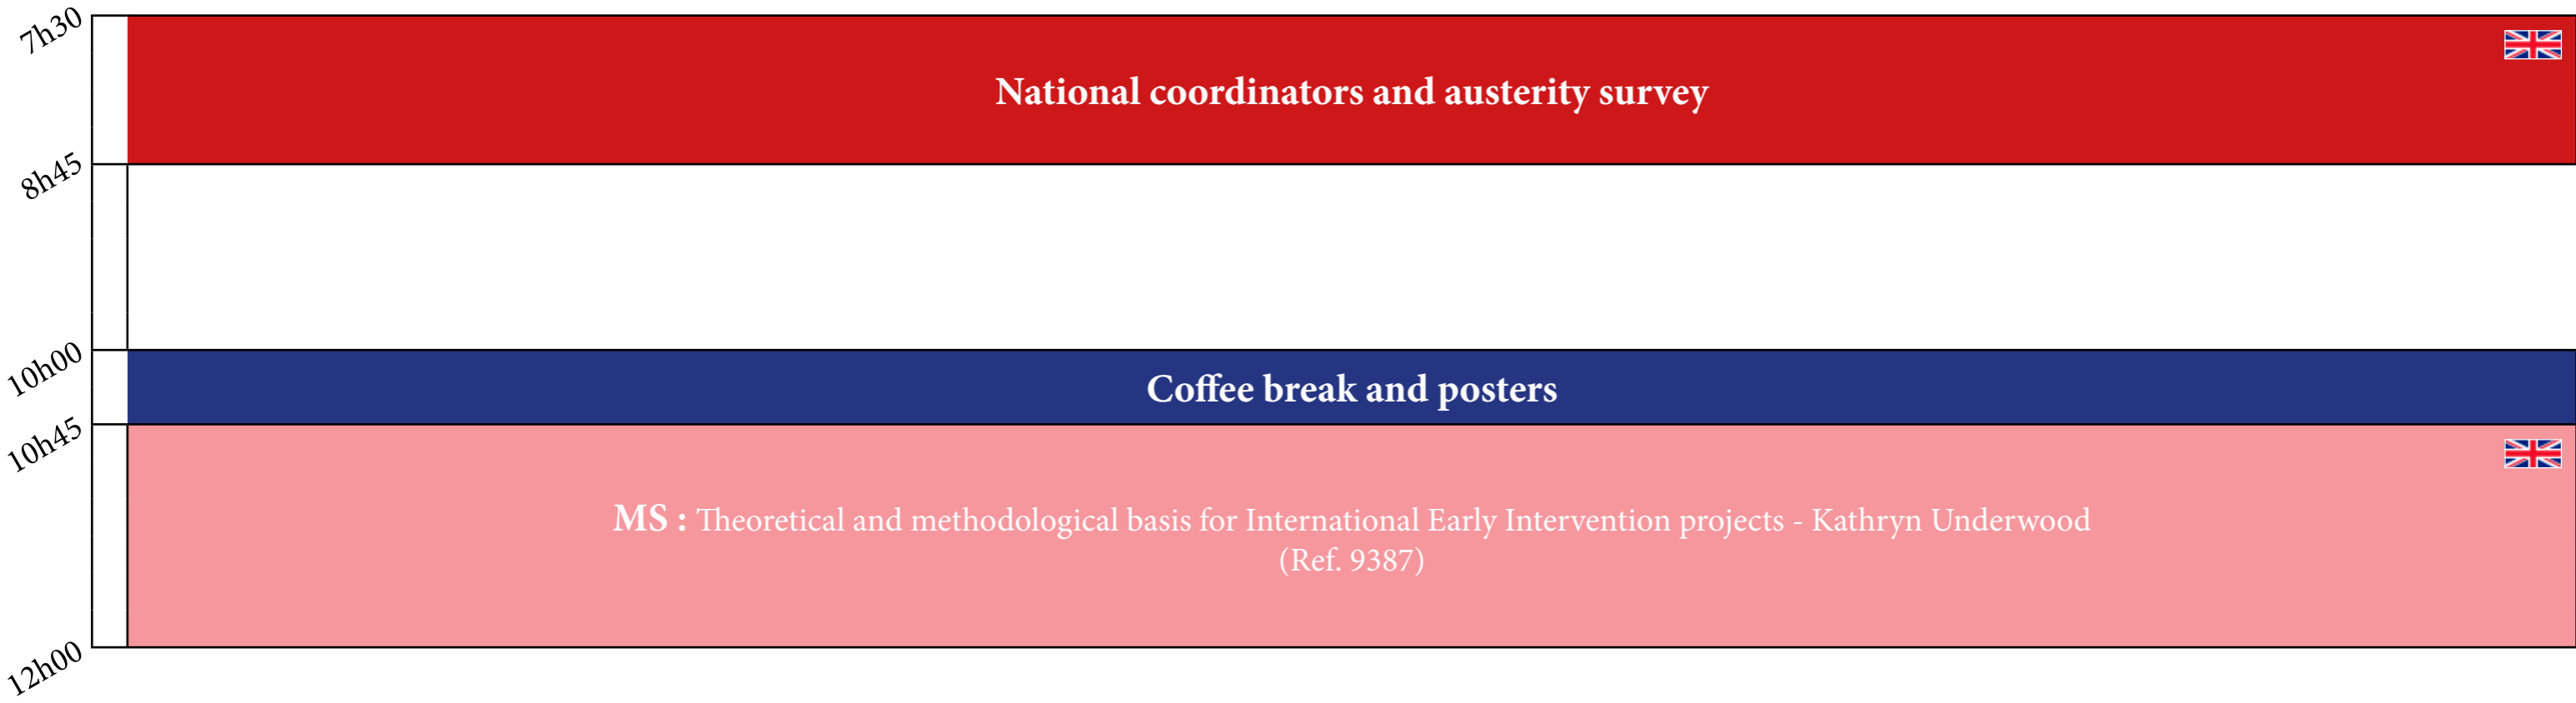 7h30
National coordinators and austerity survey
8h45
10h00
Coffee break and posters
10h45
MS : Theoretical and methodological basis for International Early Intervention projects - Kathryn Underwood
(Ref. 9387)
12h00